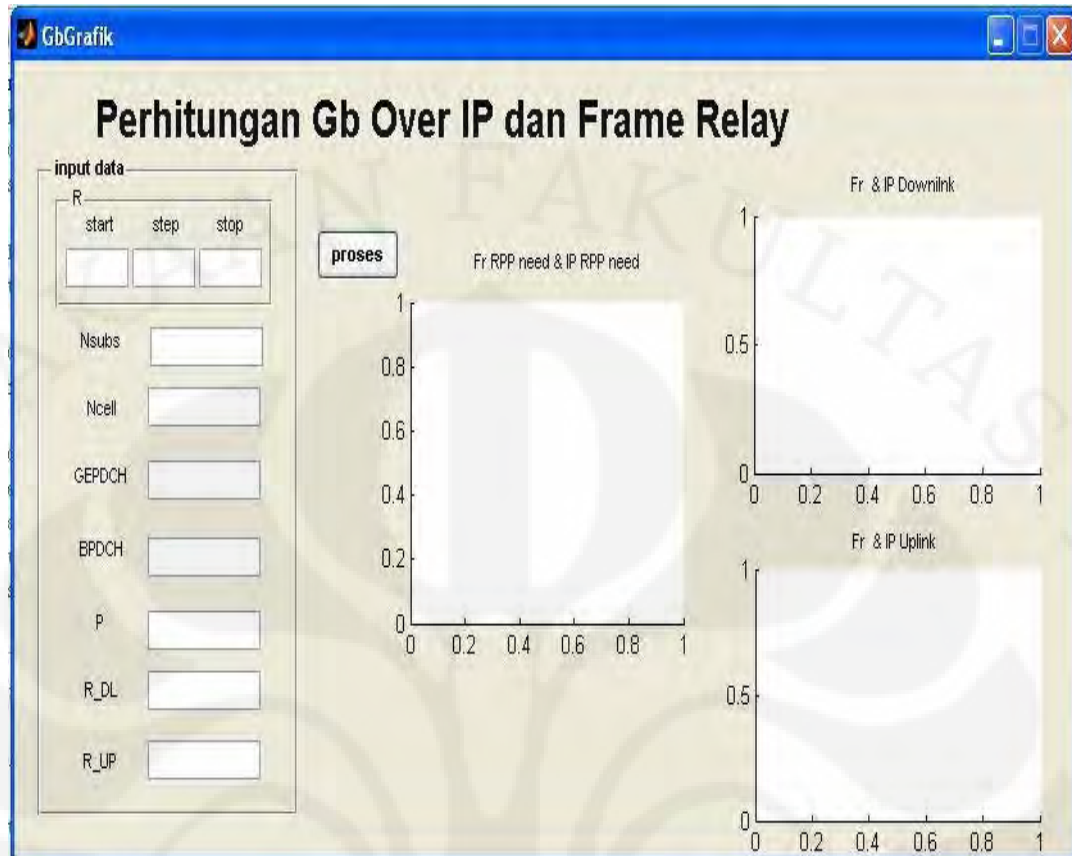 GbGrafik
Perhitungan Gb Over IP dan Frame Relay
input data
R
start step stop
proses
Nsubs
Ncell
GEPDCH
BPDCH
P
R_DL
R_UP
Fr RPP need & IP RPP need
1
0.8
0.6
0.4
0.2
0
0 0.2 0.4 0.6 0.8 1
Fr & IP Downilnk
1
0.5
0
0 0.2 0.4 0.6 0.8 1
Fr & IP Uplink
1
0.5
0
0 0.2 0.4 0.6 0.8 1
FAKULTAS